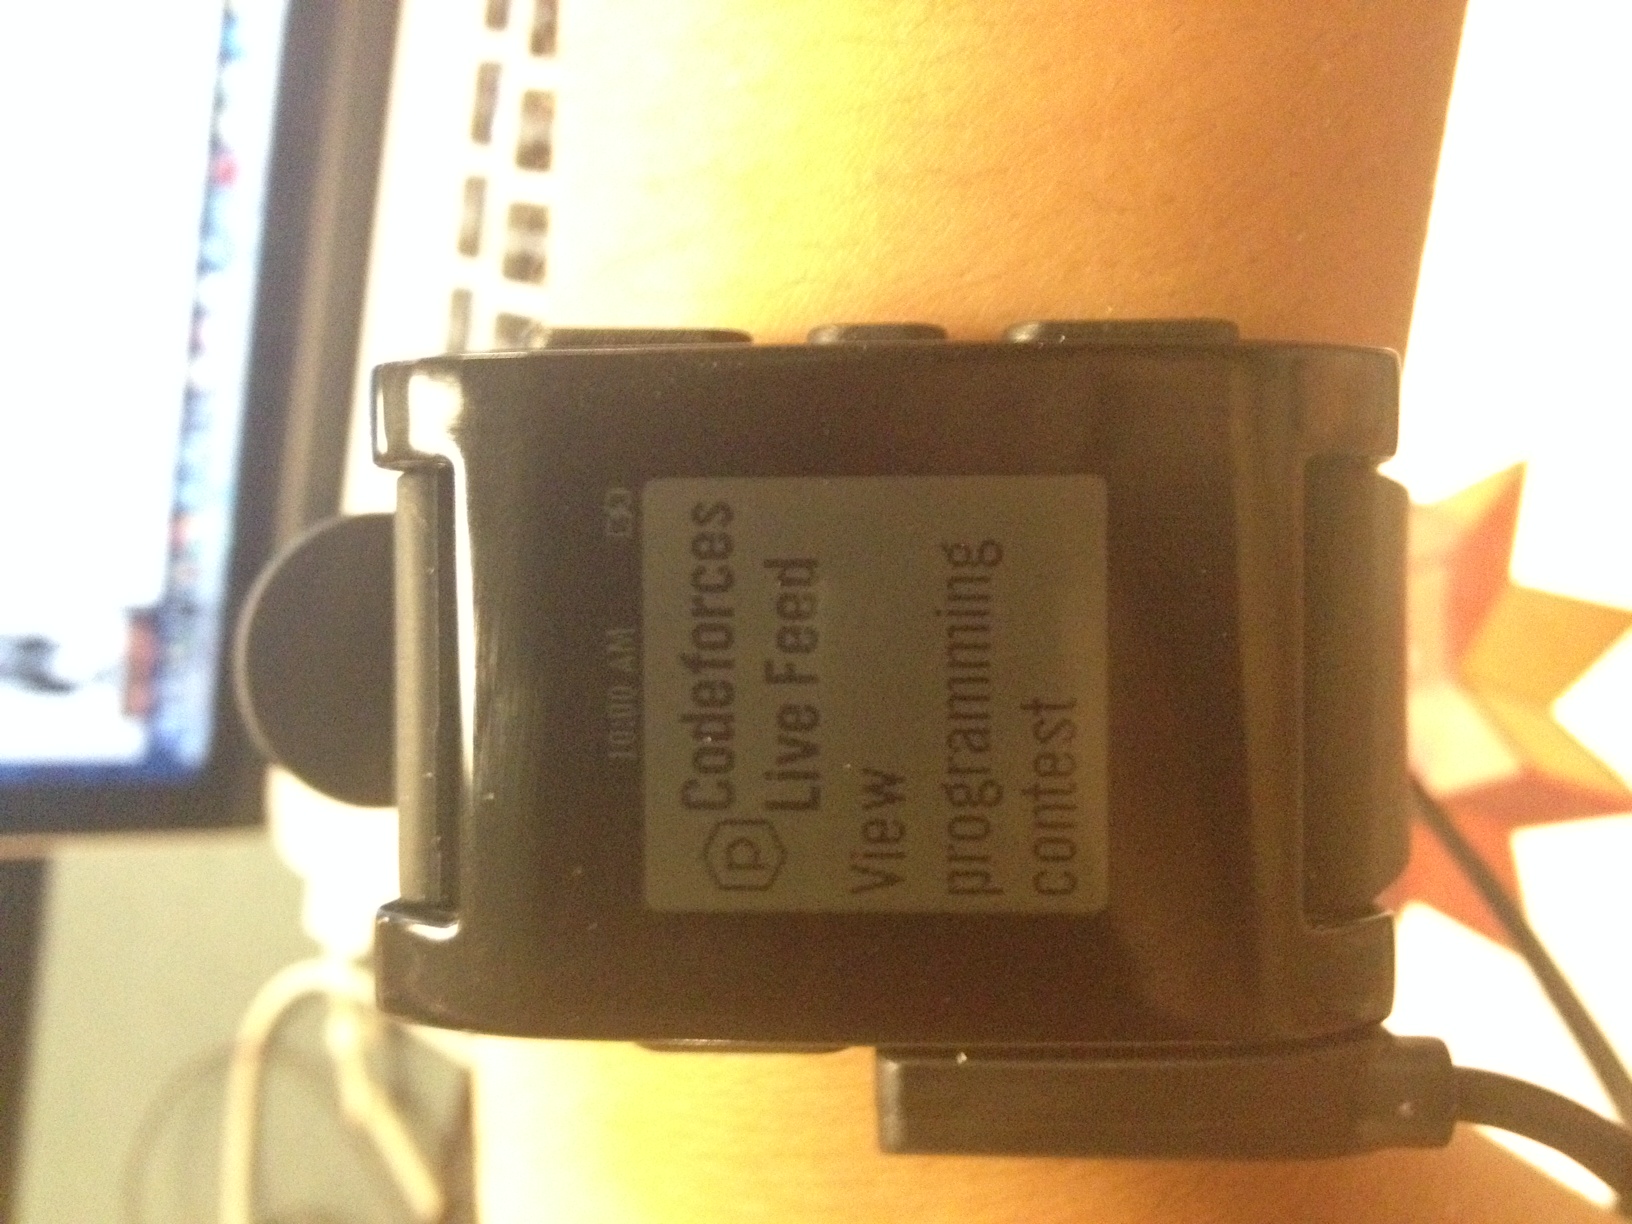 10:00 AM
Codeforces
Live Feed
View
programming
contest